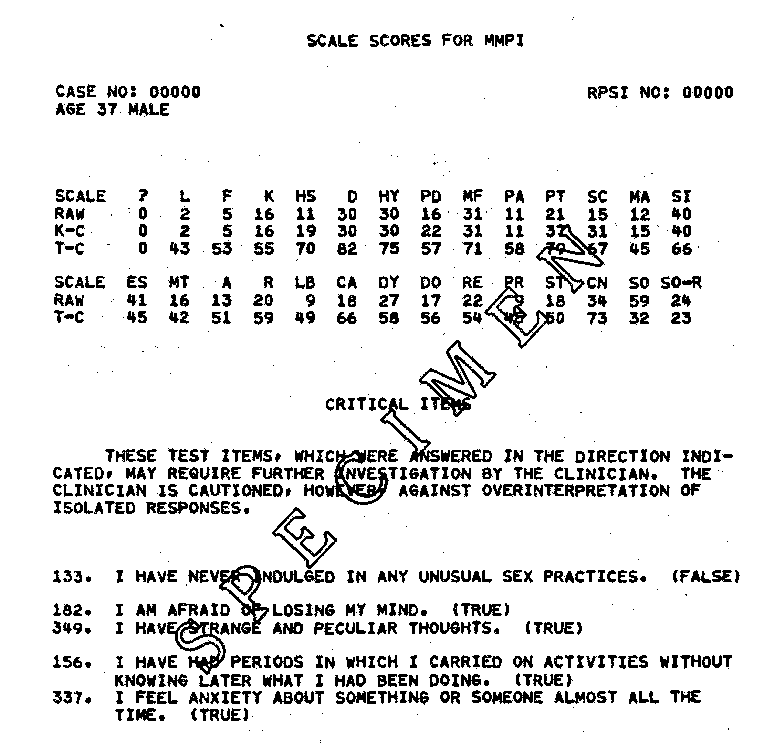 SCALE SCORES FOR MMPI
CASE NO: 00000 RPSI NO: 00000
AGE 37 MALE
SCALE ? L F K HS D HY PD MF PA PT SC MA SI
RAW 0 2 5 16 11 30 30 16 31 11 21 15 12 40
K-C 0 2 5 16 19 30 30 22 31 11 37 31 15 40
T-C 0 43 53 55 70 82 75 57 71 58 79 67 45 66
SCALE ES MT A R LB CA DY DO RE PR ST CN SO SO-R
RAW 41 16 13 20 9 18 27 17 22 18 34 59 24
T-C 45 42 51 59 49 66 58 56 54 50 73 32 23
CRITICAL ITEMS
THESE TEST ITEMS, WHICH WERE ANSWERED IN THE DIRECTION INDI-
CATED, MAY REQUIRE FURTHER INVESTIGATION BY THE CLINICIAN. THE
CLINICIAN IS CAUTIONED, HOWEVER, AGAINST OVERINTERPRETATION OF
ISOLATED RESPONSES.
133. I HAVE NEVER INDULGED IN ANY UNUSUAL SEX PRACTICES. (FALSE)
182. I AM AFRAID OF LOSING MY MIND. (TRUE)
349. I HAVE STRANGE AND PECULIAR THOUGHTS. (TRUE)
156. I HAVE HAD PERIODS IN WHICH I CARRIED ON ACTIVITIES WITHOUT
KNOWING LATER WHAT I HAD BEEN DOING. (TRUE)
337. I FEEL ANXIETY ABOUT SOMETHING OR SOMEONE ALMOST ALL THE
TIME. (TRUE)
SPECIMEN